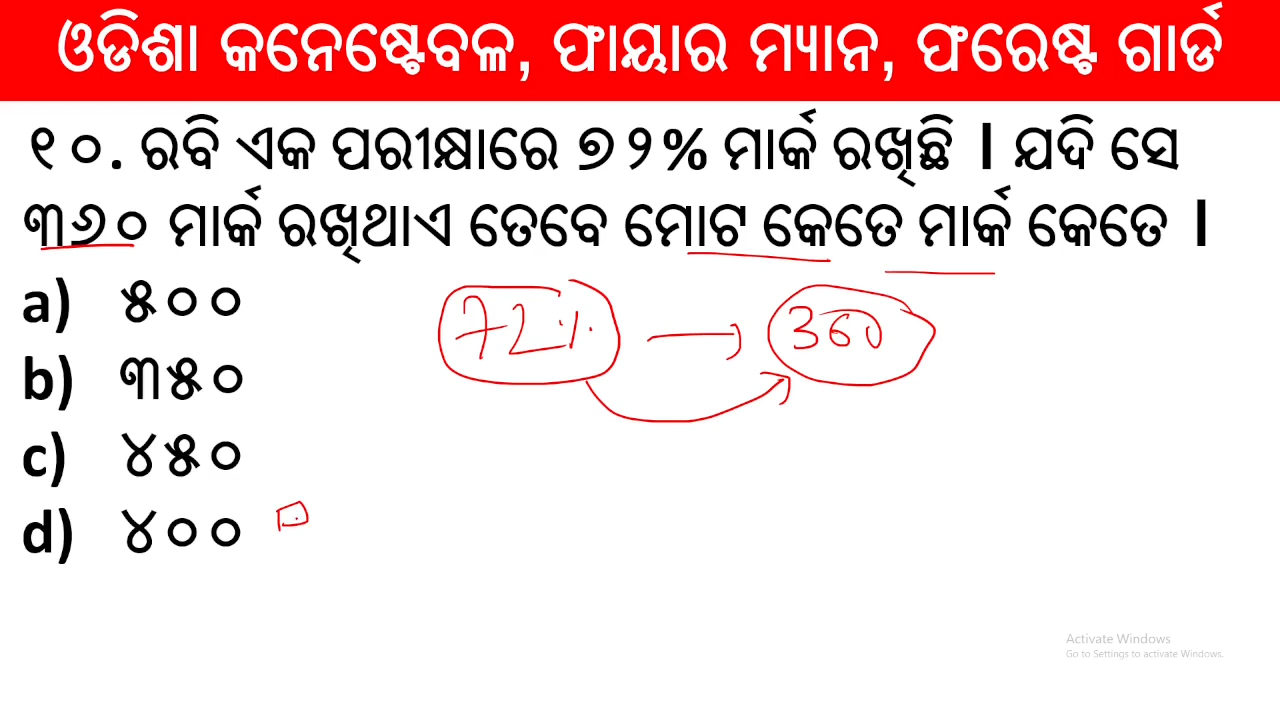 ଓଡିଶା କନେଷ୍ଟେବଳ, ଫାୟାର ମ୍ୟାନ, ଫରେଷ୍ଟ ଗାର୍ଡ
୧୦. ରବି ଏକ ପରୀକ୍ଷାରେ ୭୨% ମାର୍କ ରଖିଛି । ଯଦି ସେ
୩୬୦ ମାର୍କ ରଖିଥାଏ ତେବେ ମୋଟ କେତେ ମାର୍କ କେତେ ।
a) ୫୦୦
72% → 360
b) ୩୫୦
c) ୪୫୦
d) ୪୦୦
Activate Windows
Go to Settings to activate Windows.